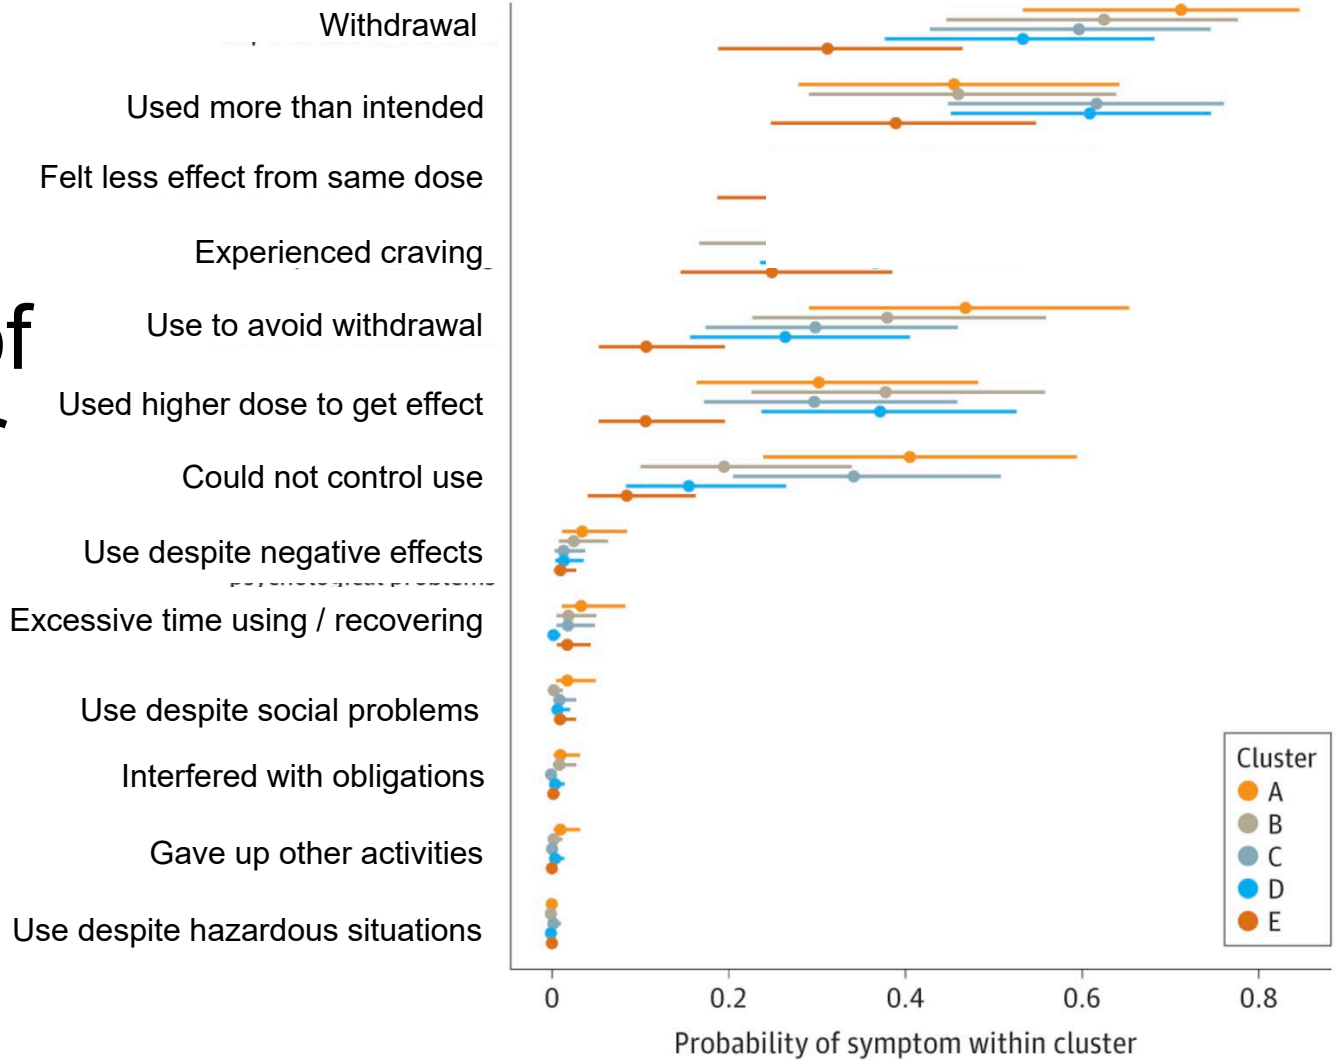 Withdrawal
Used more than intended
Felt less effect from same dose
Experienced craving
of
Use to avoid withdrawal
Used higher dose to get effect
Could not control use
Use despite negative effects
Excessive time using / recovering
Use despite social problems
Interfered with obligations
Gave up other activities
Use despite hazardous situations
Cluster
A
B
C
D
E
0 0.2 0.4 0.6 0.8
Probability of symptom within cluster